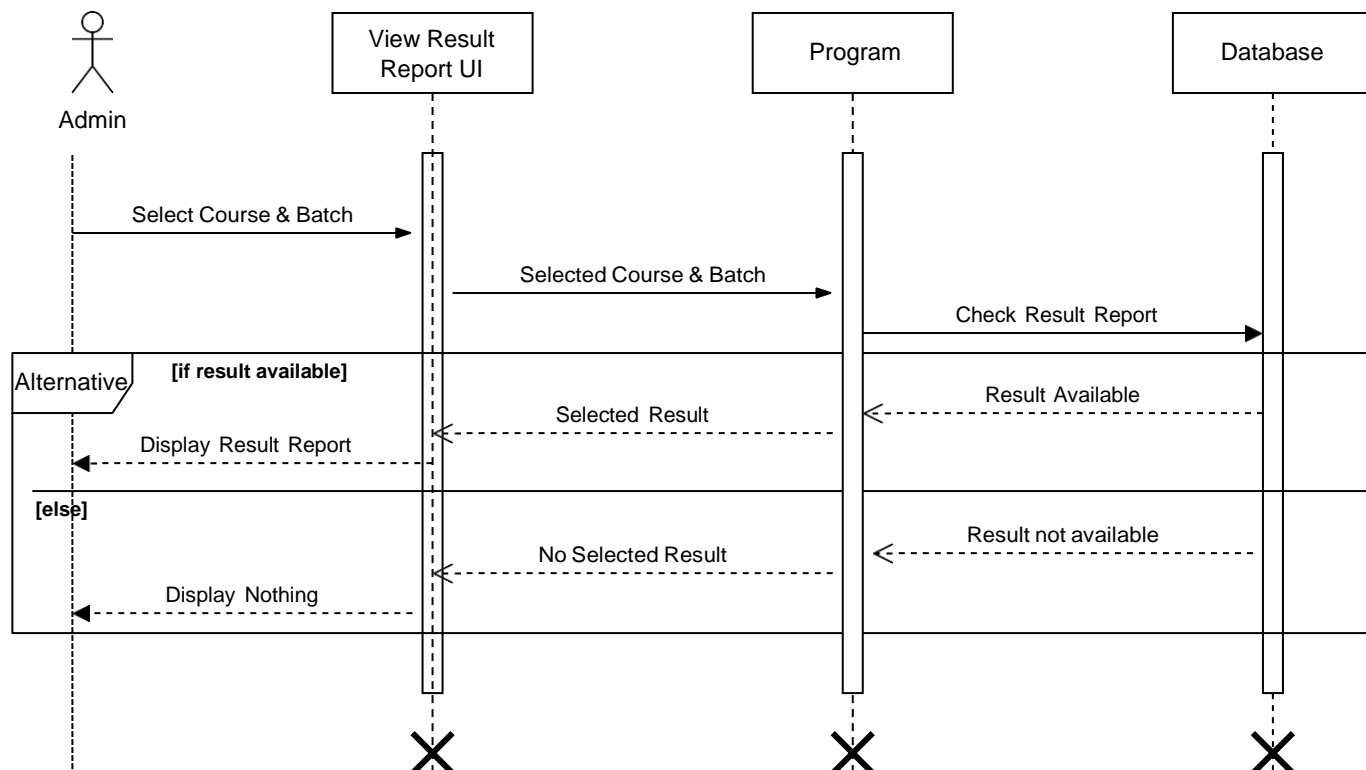 View Result
Report UI
Program
Database
Admin
Select Course & Batch
Selected Course & Batch
Check Result Report
Alternative
[if result available]
Result Available
Selected Result
Display Result Report
[else]
Result not available
No Selected Result
Display Nothing